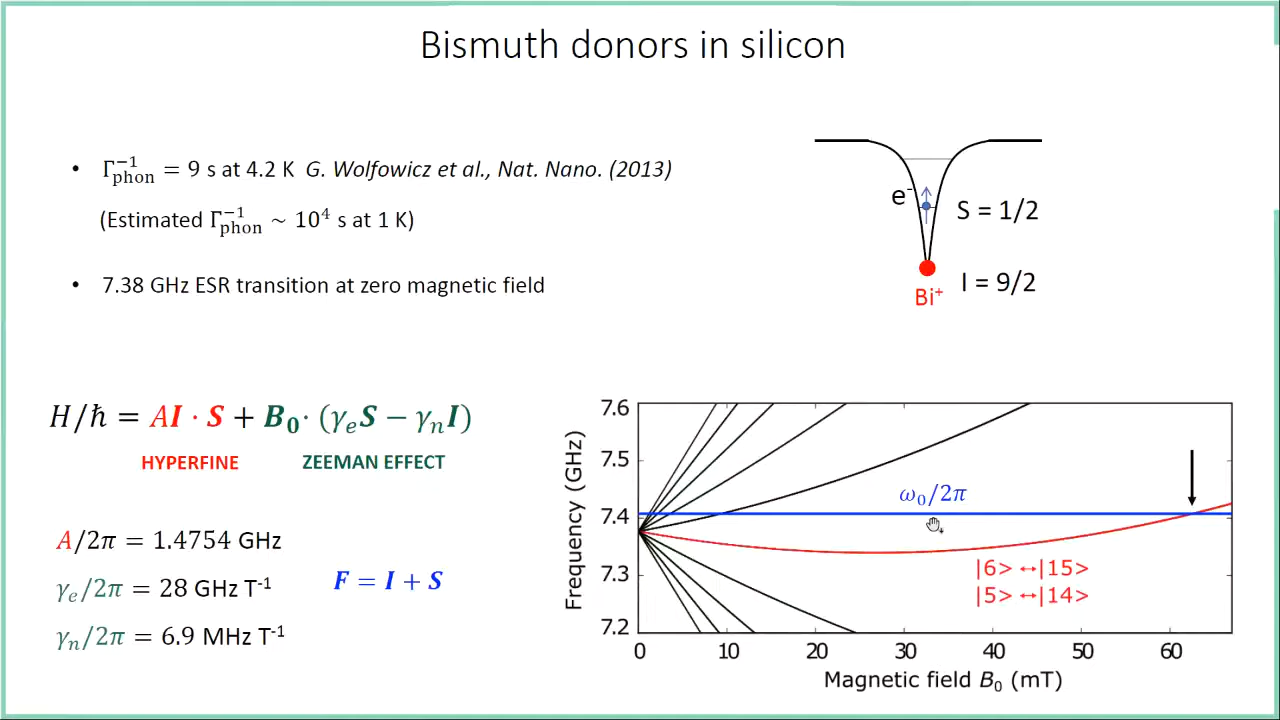 Bismuth donors in silicon
• Γ⁻¹phon = 9 s at 4.2 K G. Wolfowicz et al., Nat. Nano. (2013)
(Estimated Γ⁻¹phon ~ 10⁴ s at 1 K)
• 7.38 GHz ESR transition at zero magnetic field
e⁻
S = 1/2
I = 9/2
Bi⁺
H/ħ = AI · S + B₀· (γₑS − γₙI)
HYPERFINE ZEEMAN EFFECT
A/2π = 1.4754 GHz
γₑ/2π = 28 GHz T⁻¹
γₙ/2π = 6.9 MHz T⁻¹
F = I + S
Frequency (GHz)
7.6
7.5
7.4
7.3
7.2
ω₀/2π
|6> ↔|15>
|5> ↔|14>
0 10 20 30 40 50 60
Magnetic field B₀ (mT)